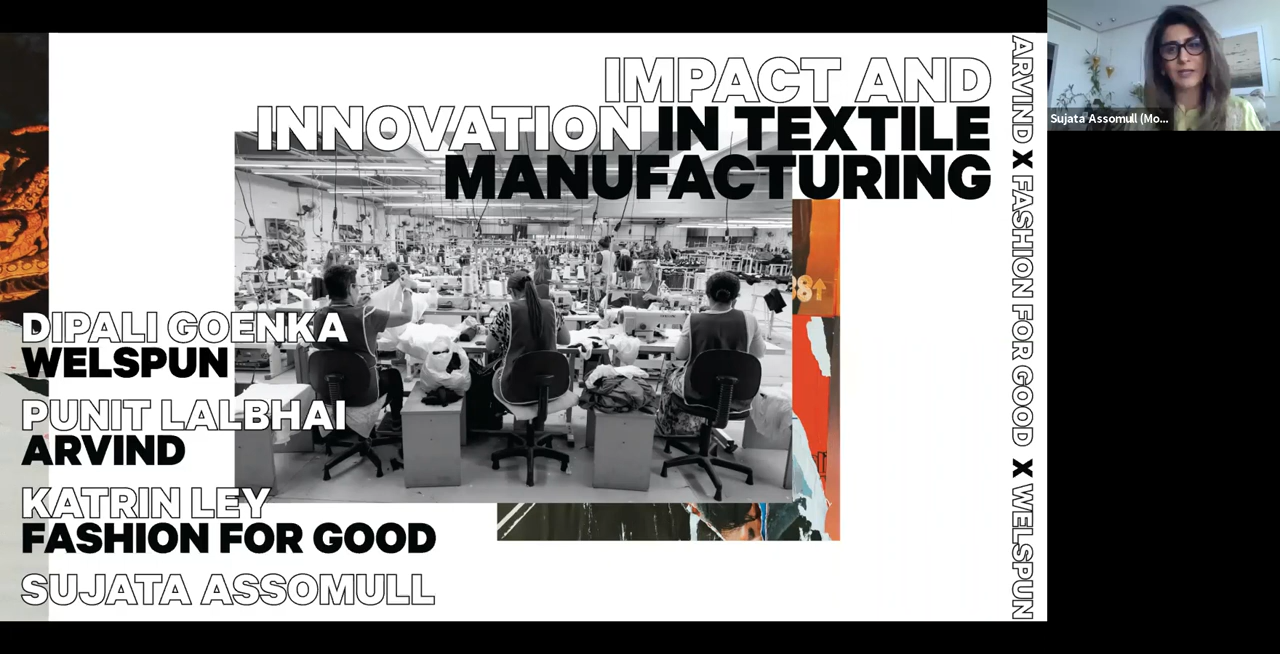 IMPACT AND
INNOVATION IN TEXTILE
MANUFACTURING
DIPALI GOENKA
WELSPUN
PUNIT LALBHAI
ARVIND
KATRIN LEY
FASHION FOR GOOD
SUJATA ASSOMULL
ARVIND X FASHION FOR GOOD X WELSPUN
Sujata Assomull (Mo...